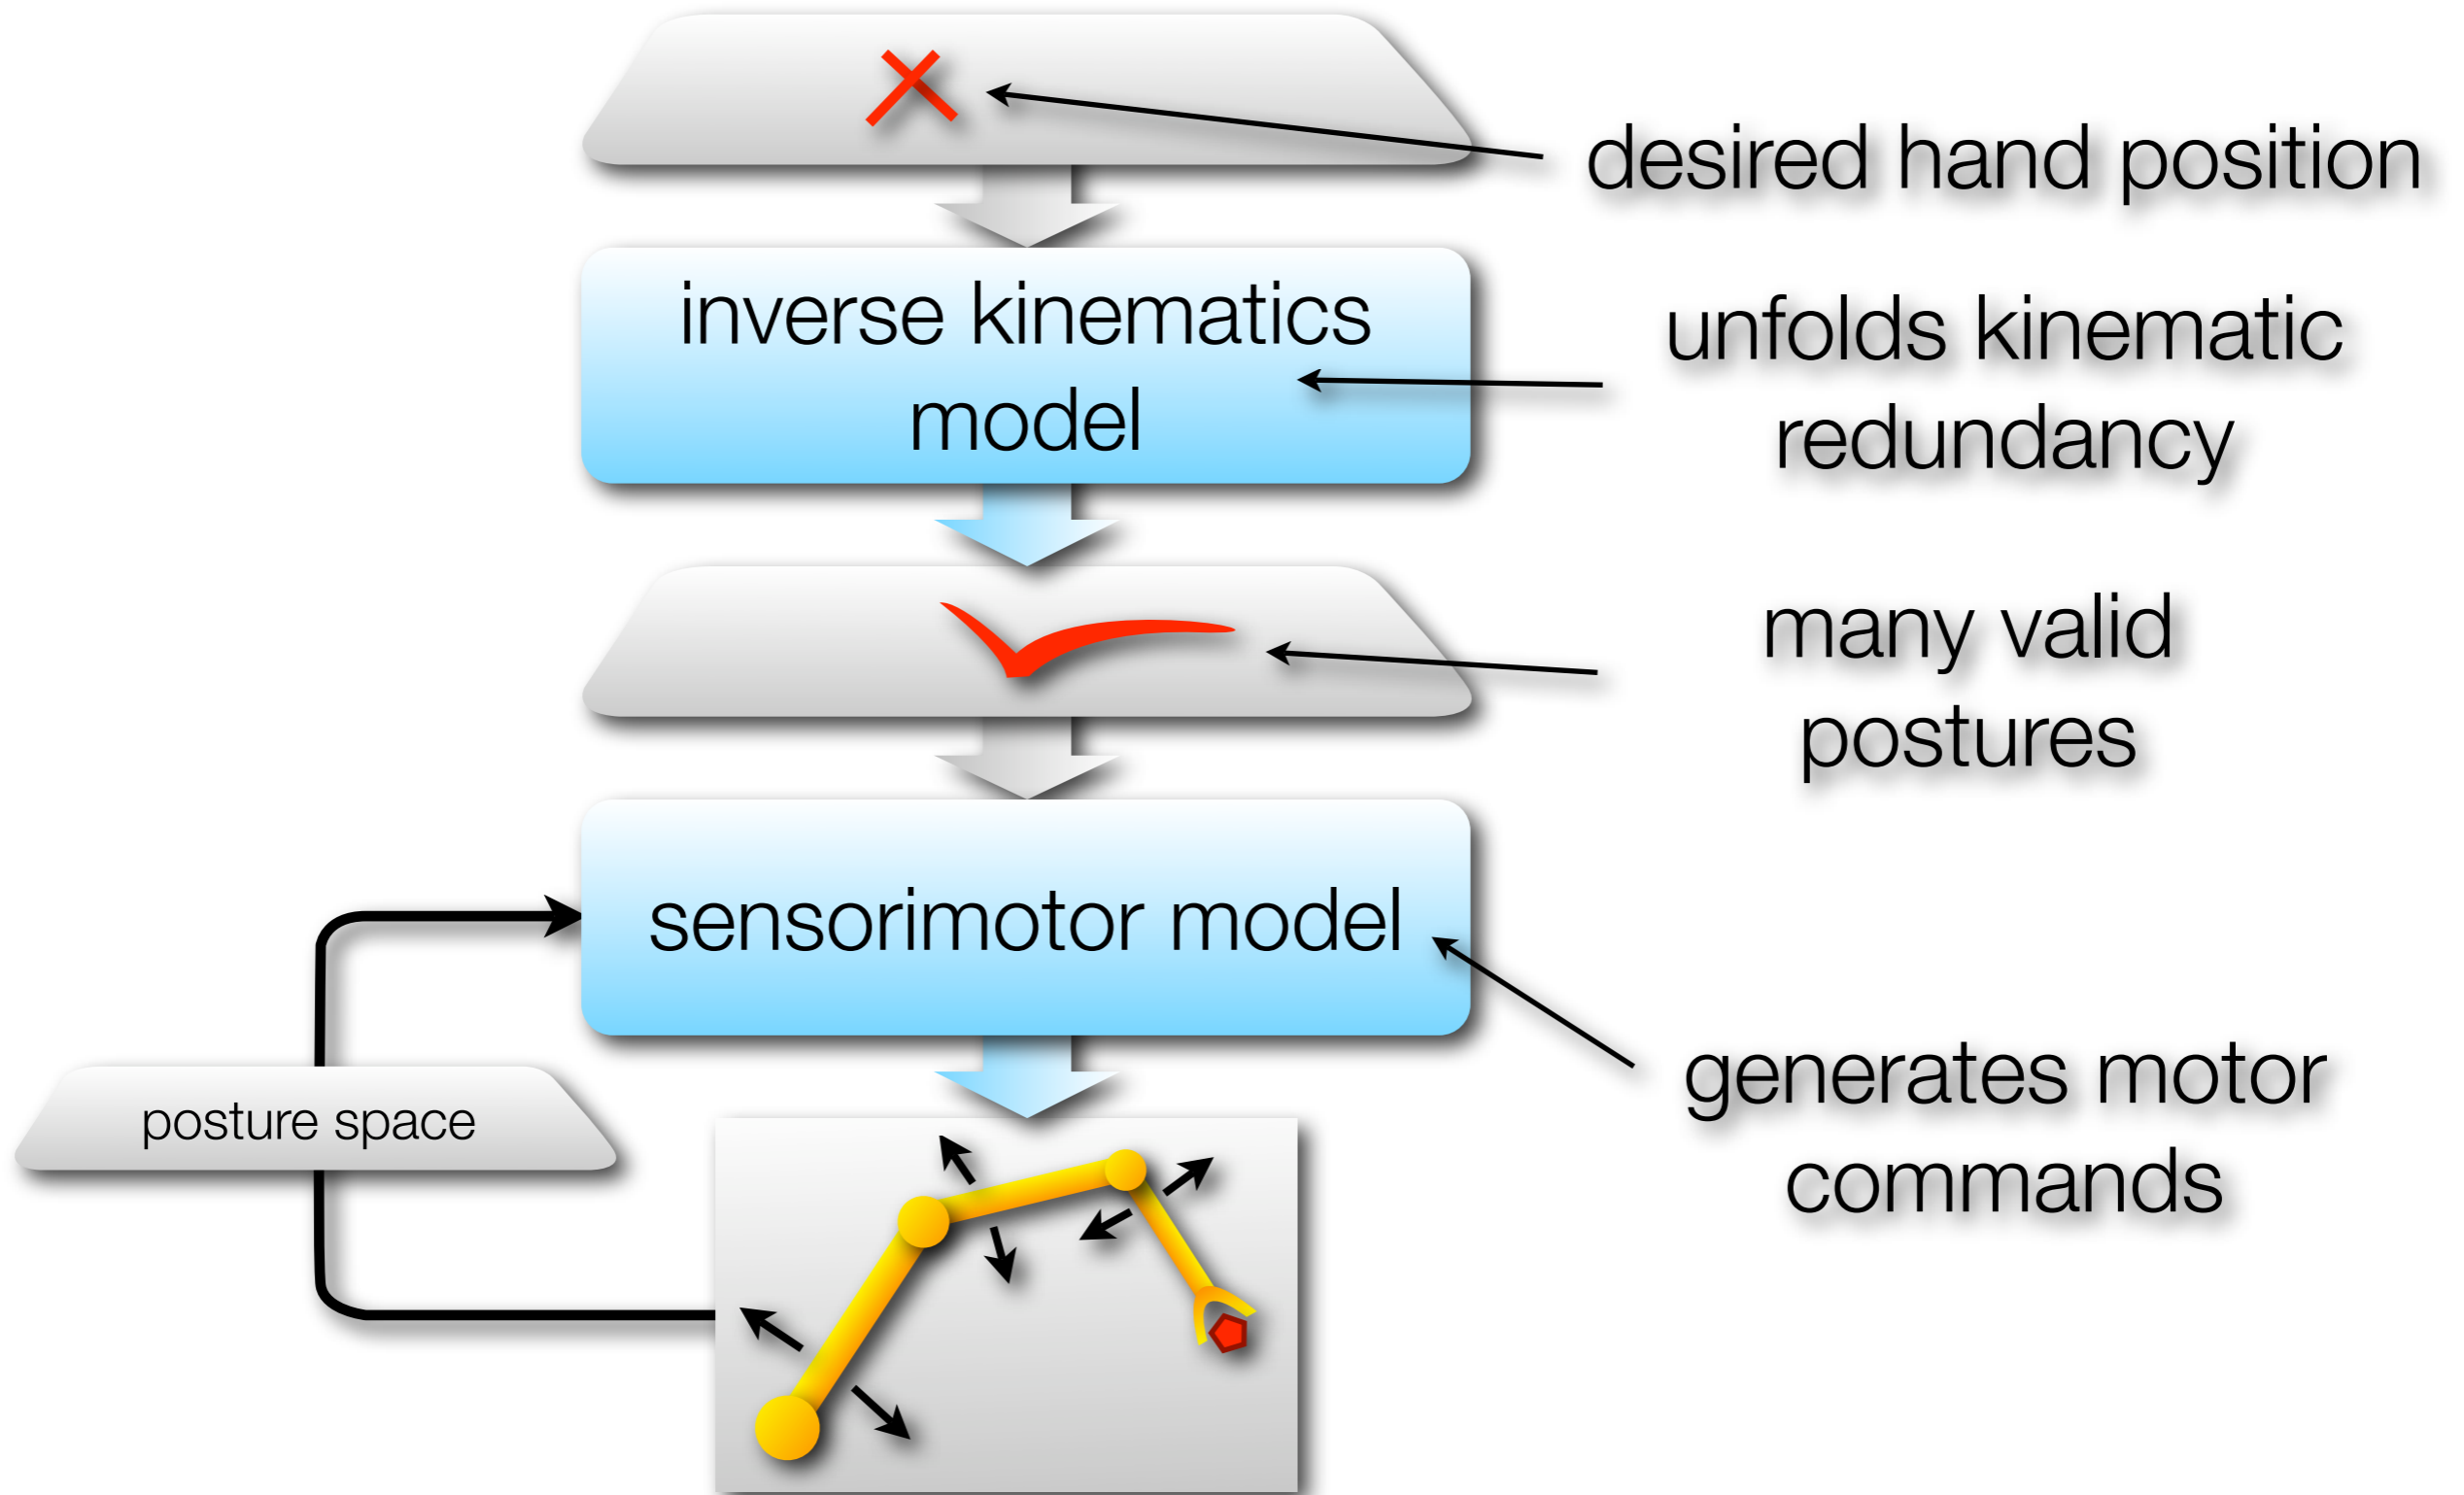 desired hand position
inverse kinematics
model
unfolds kinematic
redundancy
many valid
postures
sensorimotor model
generates motor
commands
posture space